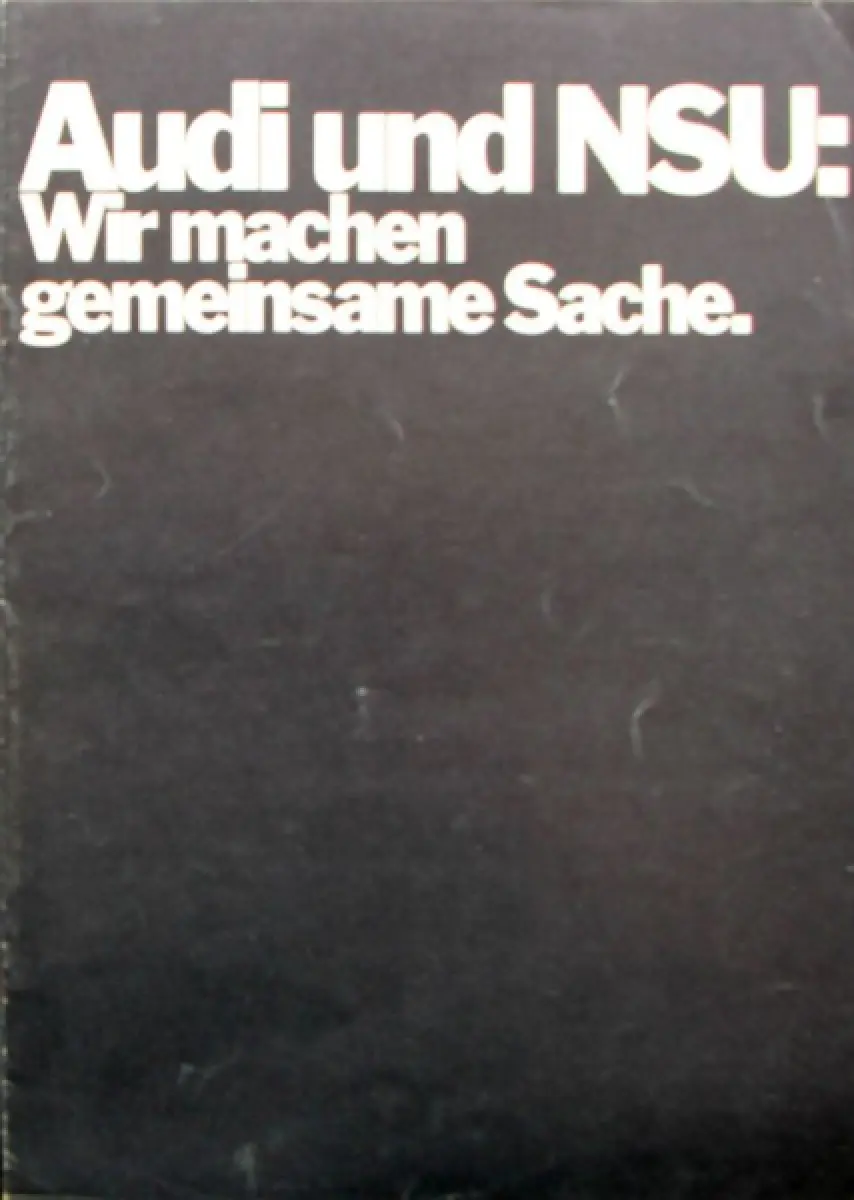 Audi und NSU:
Wir machen
gemeinsame Sache.